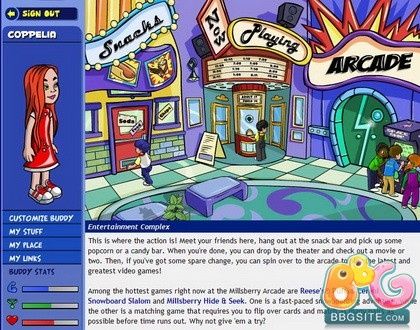 SIGN OUT
COPPELIA
Snacks
NOW
Playing
ARCADE
Soda
CUSTOMIZE BUDDY
MY STUFF
MY PLACE
MY LINKS
BUDDY STATS
Entertainment Complex
This is where the action is! Meet your friends here, hang out at the snack bar and pick up some
popcorn or a candy bar. When you're done, you can drop by the theater and check out a movie
or two. Then, if you've got some spare change, you can spin over to the arcade to the latest and
greatest video games!
Among the hottest games right now at the Millsberry Arcade are Reese's
Snowboard Slalom and Millsberry Hide & Seek. One is a fast-paced snow
the other is a matching game that requires you to flip over cards and ma
possible before time runs out. Why not give 'em a try?
BBG
BBGSITE.COM